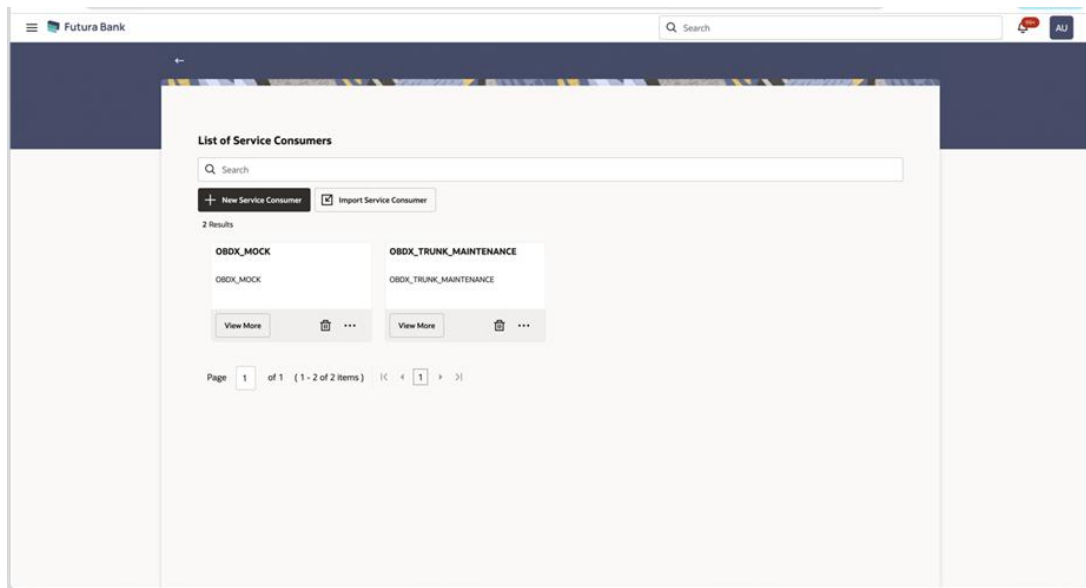 Futura Bank
Search
99+
AU
List of Service Consumers
Search
New Service Consumer Import Service Consumer
2 Results
OBDX_MOCK OBDX_TRUNK_MAINTENANCE
OBDX_MOCK OBDX_TRUNK_MAINTENANCE
View More View More
Page 1 of 1 ( 1 - 2 of 2 items ) 1